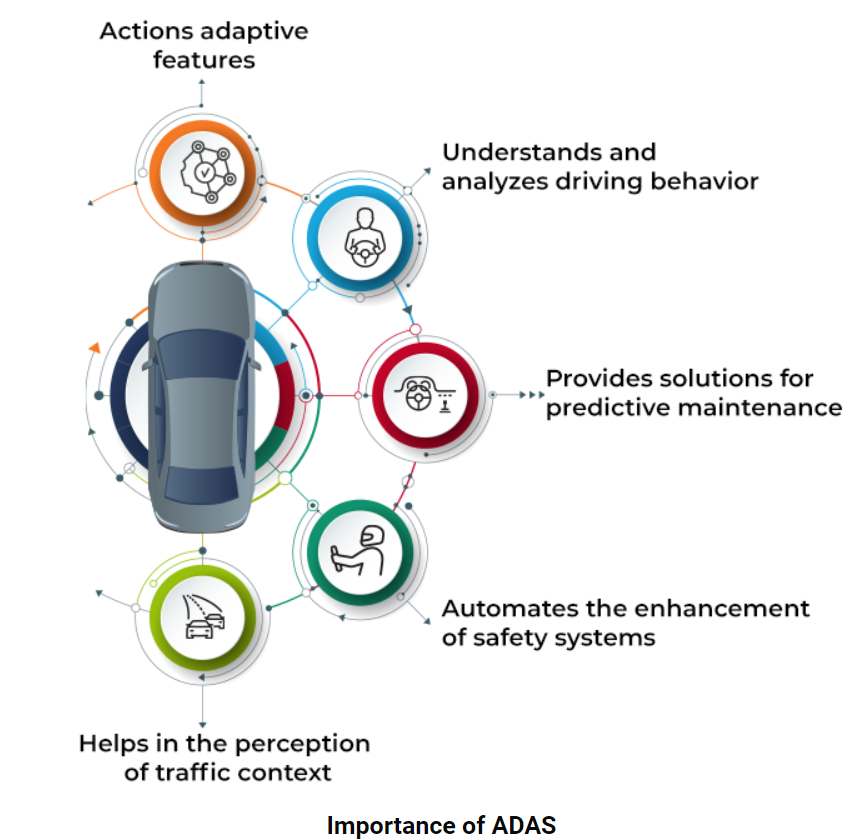 Actions adaptive
features
Understands and
analyzes driving behavior
Provides solutions for
predictive maintenance
Automates the enhancement
of safety systems
Helps in the perception
of traffic context
Importance of ADAS